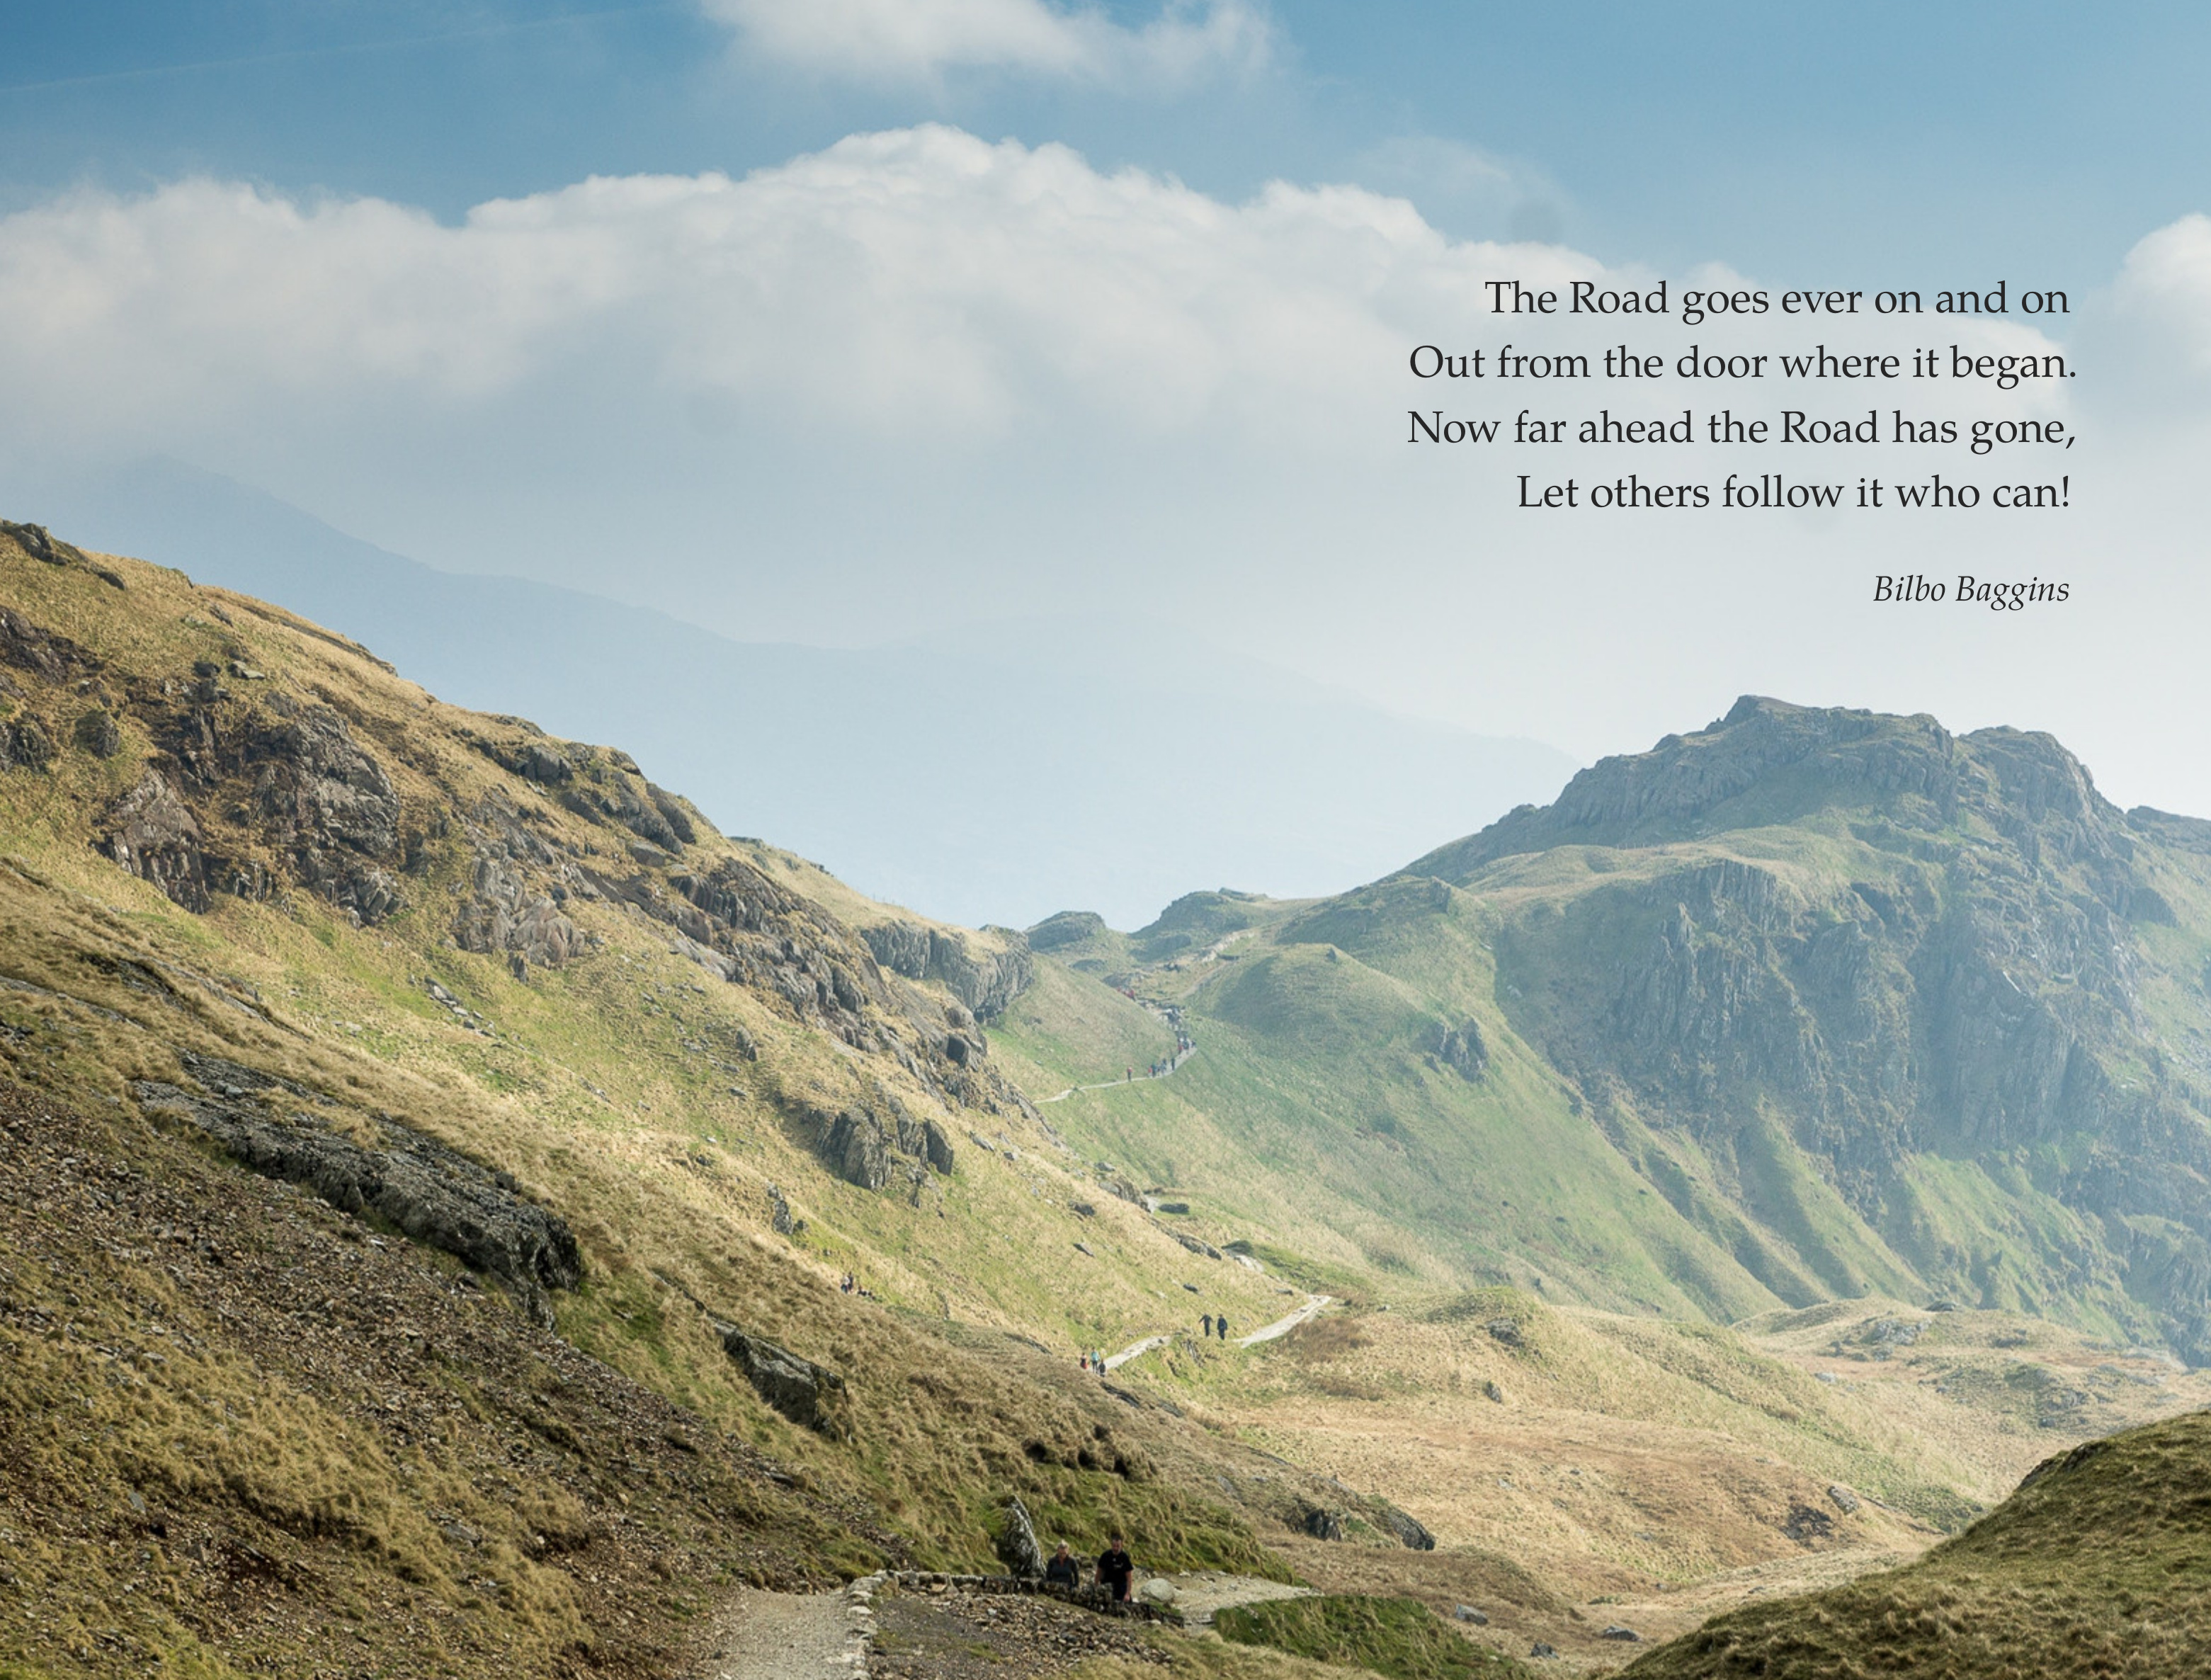 The Road goes ever on and on
Out from the door where it began.
Now far ahead the Road has gone,
Let others follow it who can!
Bilbo Baggins